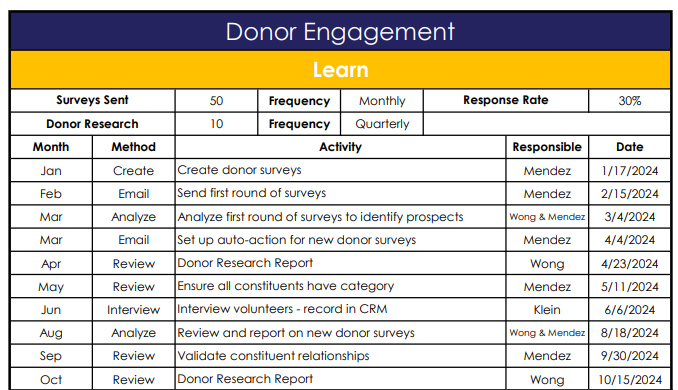 Donor Engagement
Learn
Surveys Sent 50 Frequency Monthly Response Rate 30%
Donor Research 10 Frequency Quarterly
Month Method Activity Responsible Date
Jan Create Create donor surveys Mendez 1/17/2024
Feb Email Send first round of surveys Mendez 2/15/2024
Mar Analyze Analyze first round of surveys to identify prospects Wong & Mendez 3/4/2024
Mar Email Set up auto-action for new donor surveys Mendez 4/4/2024
Apr Review Donor Research Report Wong 4/23/2024
May Review Ensure all constituents have category Mendez 5/11/2024
Jun Interview Interview volunteers - record in CRM Klein 6/6/2024
Aug Analyze Review and report on new donor surveys Wong & Mendez 8/18/2024
Sep Review Validate constituent relationships Mendez 9/30/2024
Oct Review Donor Research Report Wong 10/15/2024